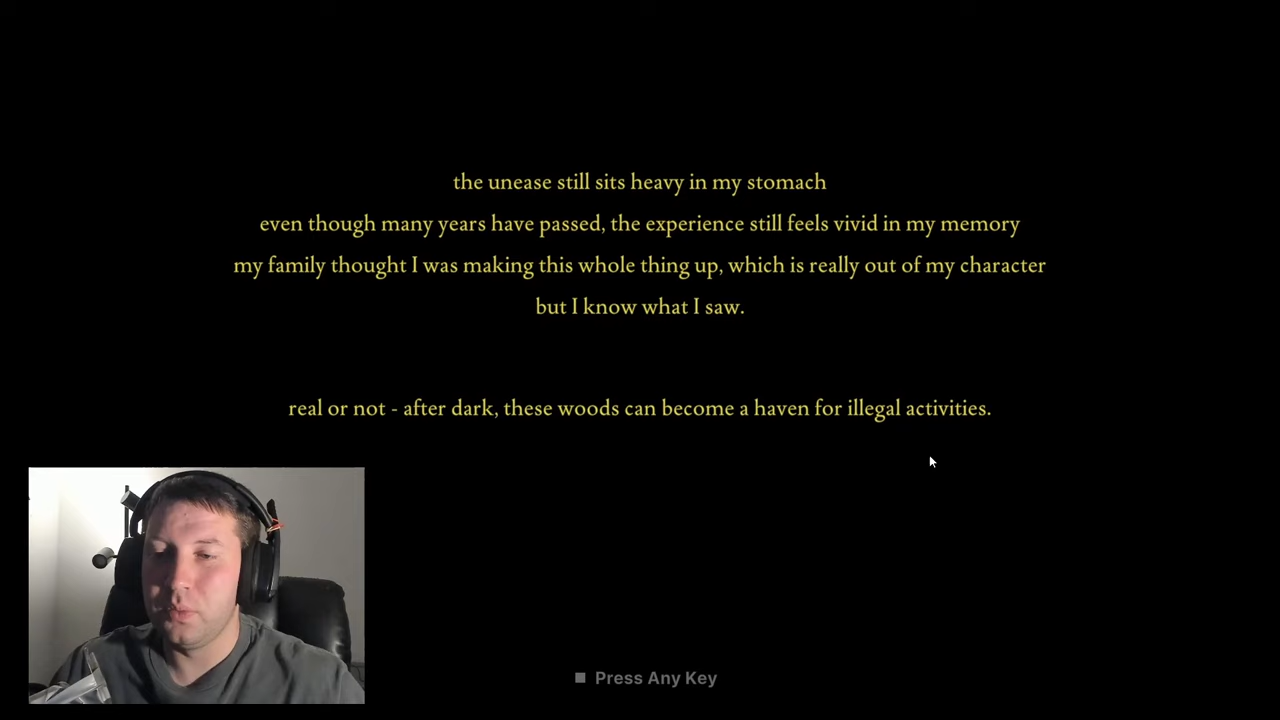 the unease still sits heavy in my stomach
even though many years have passed, the experience still feels vivid in my memory
my family thought I was making this whole thing up, which is really out of my character
but I know what I saw.
real or not - after dark, these woods can become a haven for illegal activities.
Press Any Key